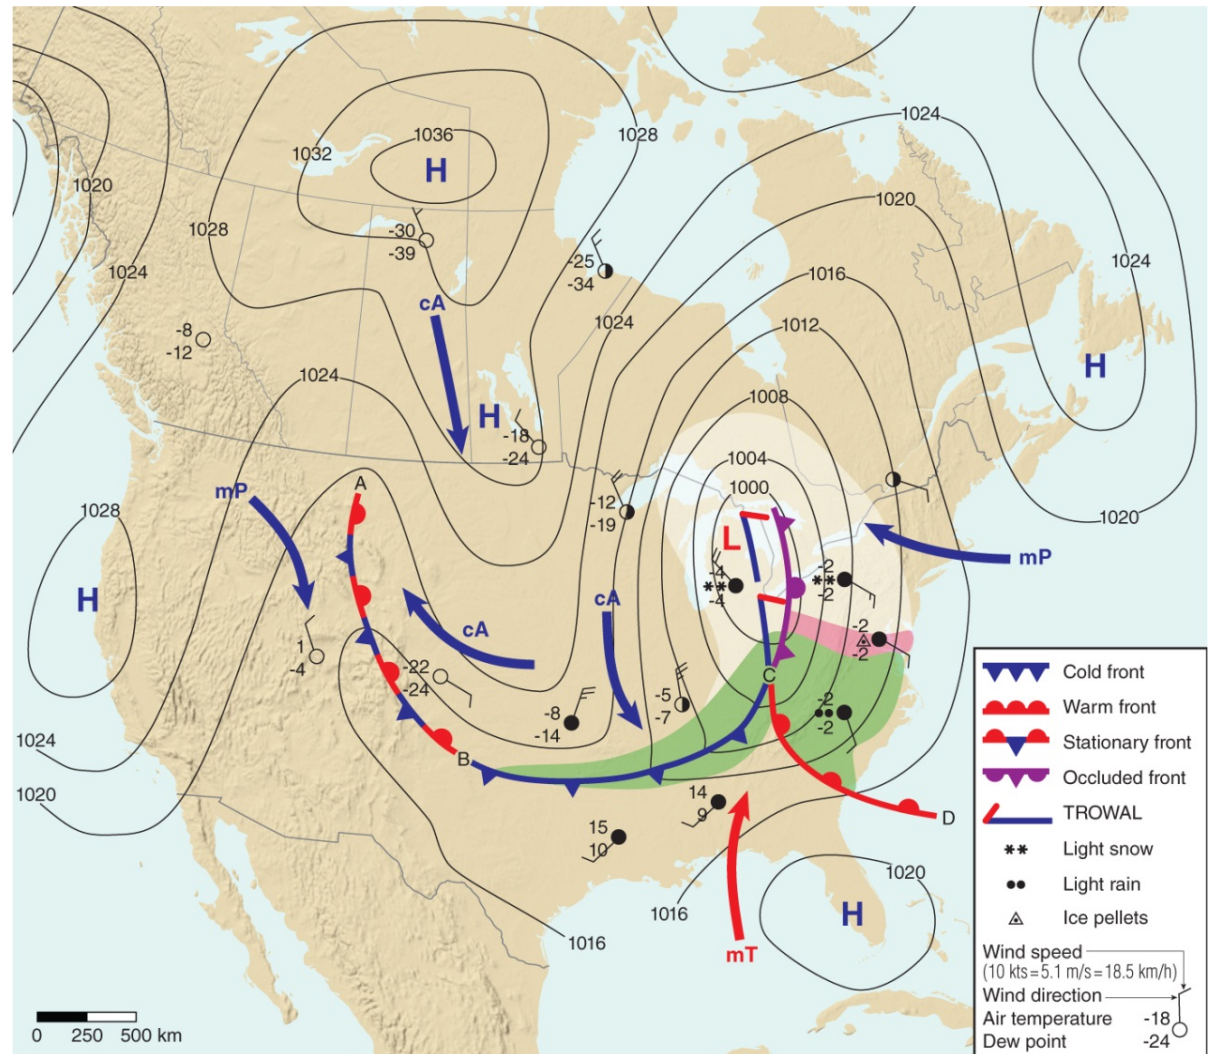 1024
1036
1028
1032
H
1020
1020
1028
-30
-39
1024
1024
-25
-34
1016
cA
1024
1012
-8
-12
H
1024
1008
H
-18
-24
A
1004
mP
1000
-12
-19
1028
1020
L
mP
H
-4
**
-4
-2
**
-2
cA
cA
-2
-2
1
-4
-22
-24
C
-5
-7
-8
-14
-2
-2
1024
B
1020
14
9
D
15
10
1020
H
1016
1016
mT
0 250 500 km
Cold front
Warm front
Stationary front
Occluded front
TROWAL
** Light snow
Light rain
Ice pellets
Wind speed
(10 kts=5.1 m/s=18.5 km/h)
Wind direction
Air temperature -18
Dew point -24